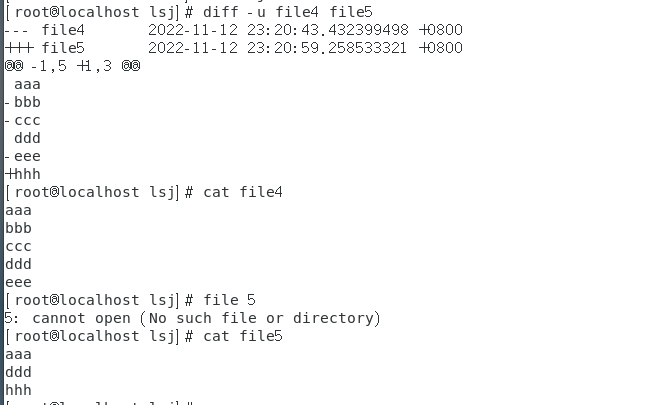 [root@localhost lsj]# diff -u file4 file5
--- file4       2022-11-12 23:20:43.432399498 +0800
+++ file5       2022-11-12 23:20:59.258533321 +0800
@@ -1,5 +1,3 @@
 aaa
-bbb
-ccc
 ddd
-eee
+hhh
[root@localhost lsj]# cat file4
aaa
bbb
ccc
ddd
eee
[root@localhost lsj]# file 5
5: cannot open (No such file or directory)
[root@localhost lsj]# cat file5
aaa
ddd
hhh